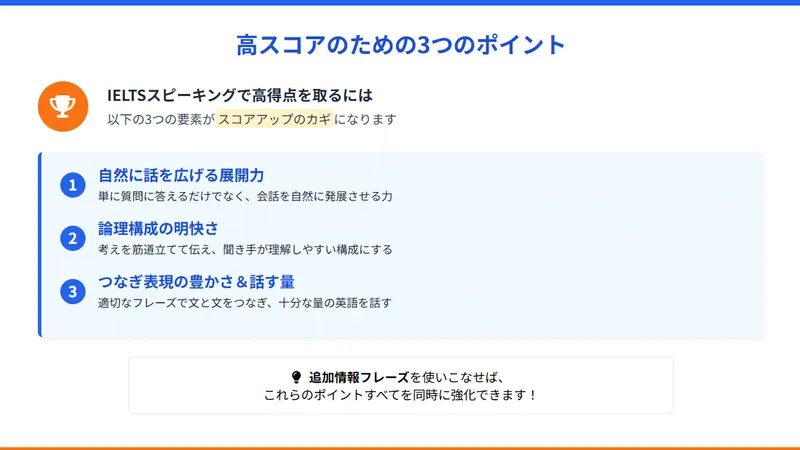 高スコアのための3つのポイント
IELTSスピーキングで高得点を取るには
以下の3つの要素がスコアアップのカギになります
1 自然に話を広げる展開力
単に質問に答えるだけでなく、会話を自然に発展させる力
2 論理構成の明快さ
考えを筋道立てて伝え、聞き手が理解しやすい構成にする
3 つなぎ表現の豊かさ＆話す量
適切なフレーズで文と文をつなぎ、十分な量の英語を話す
追加情報フレーズを使いこなせば、
これらのポイントすべてを同時に強化できます！